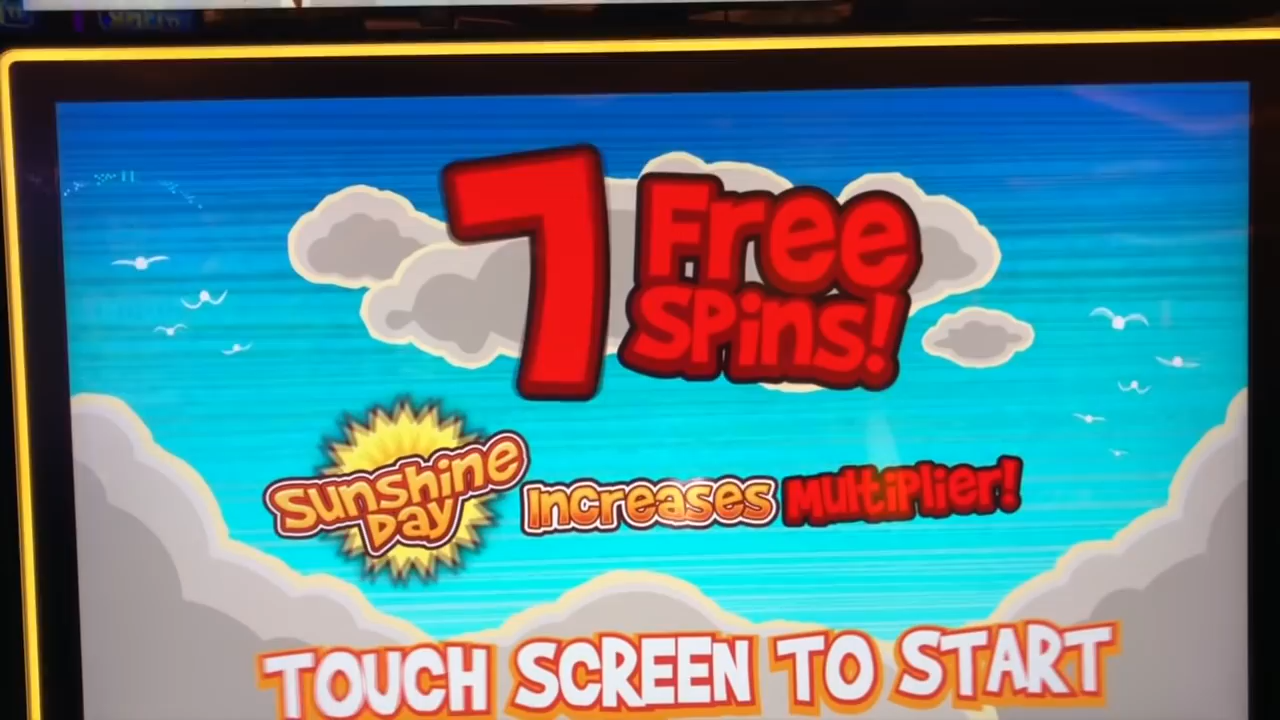 7 Free
Spins!
Sunshine
Day
Increases Multiplier!
TOUCH SCREEN TO START